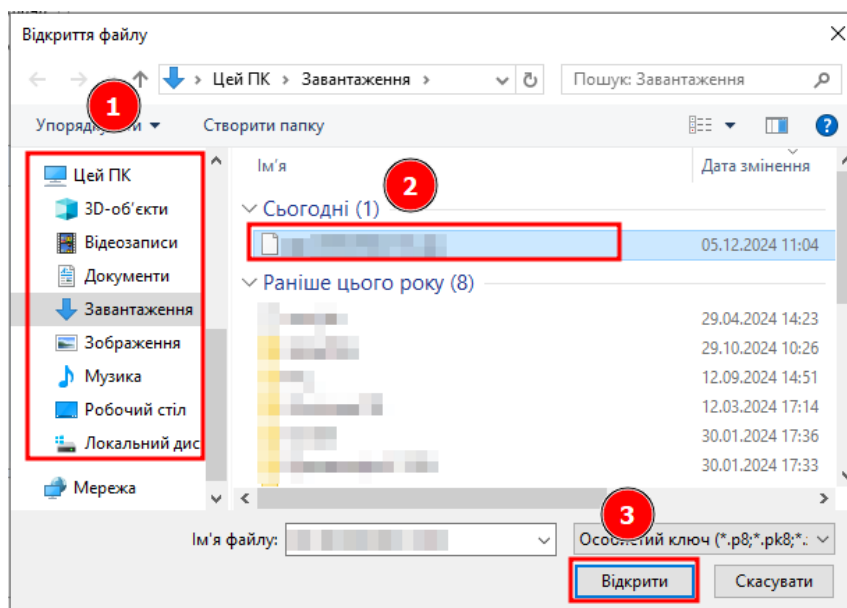 Відкриття файлу
Цей ПК > Завантаження >
Пошук: Завантаження
1
Упорядкувати
Створити папку
Цей ПК
3D-об'єкти
Відеозаписи
Документи
Завантаження
Зображення
Музика
Робочий стіл
Локальний дис
Мережа
Ім'я
Дата змінення
2
Сьогодні (1)
05.12.2024 11:04
Раніше цього року (8)
29.04.2024 14:23
29.10.2024 10:26
12.09.2024 14:51
12.03.2024 17:14
30.01.2024 17:36
30.01.2024 17:33
3
Ім'я файлу:
Особистий ключ (*.p8;*.pk8;*.:
Відкрити
Скасувати